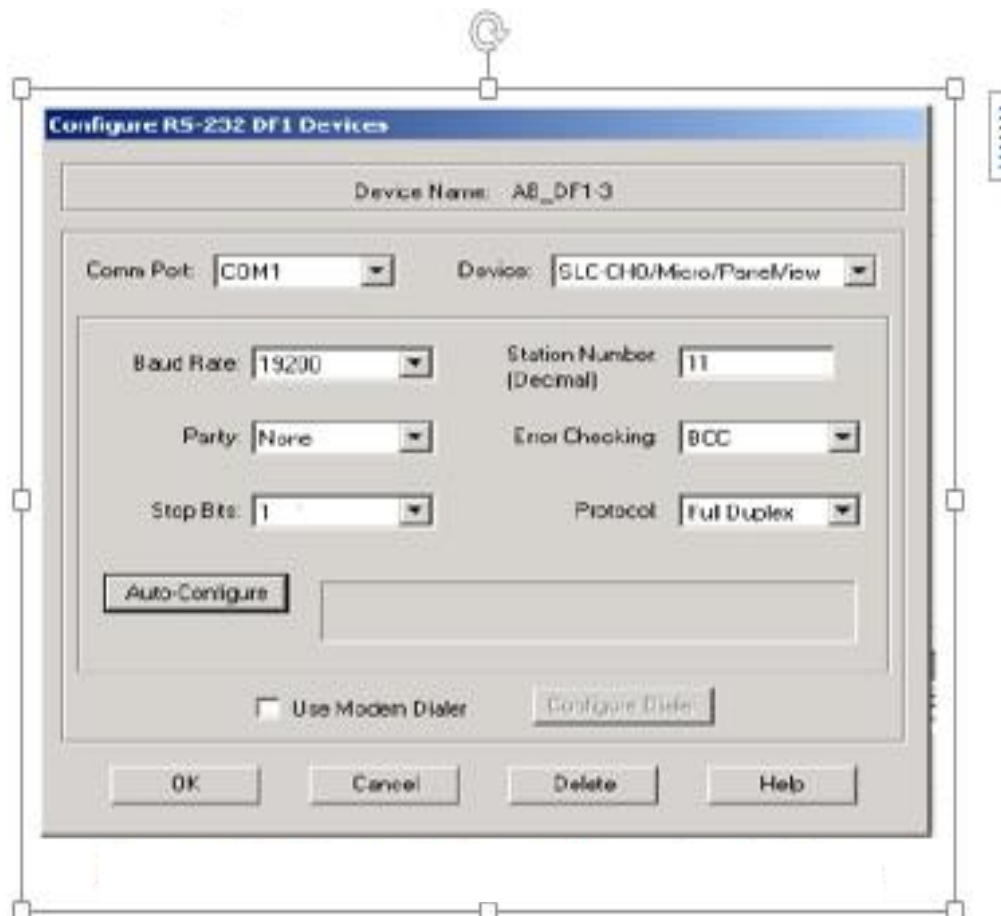 Configure RS-232 DF1 Devices
Device Name: AB_DF1-3
Comm Port: COM1 Device: SLC-CH0/Micro/PanelView
Baud Rate: 19200 Station Number (Decimal) 11
Parity: None Error Checking: BCC
Stop Bits: 1 Protocol: Full Duplex
Auto-Configure
Use Modem Dialer Configure Dialer
OK Cancel Delete Help